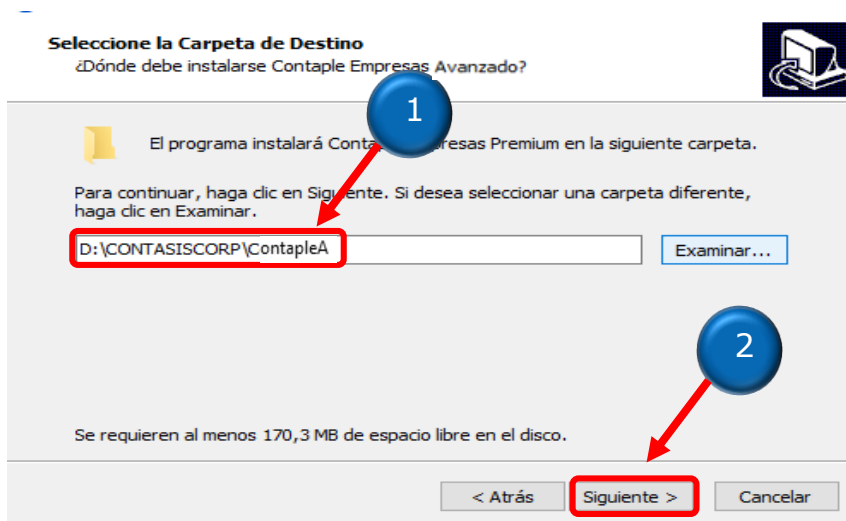 Seleccione la Carpeta de Destino
¿Dónde debe instalarse Contaple Empresas Avanzado?
1
El programa instalará Conta resas Premium en la siguiente carpeta.
Para continuar, haga clic en Siguiente. Si desea seleccionar una carpeta diferente,
haga clic en Examinar.
D:\CONTASISCORP\ContapleA
Examinar...
2
Se requieren al menos 170,3 MB de espacio libre en el disco.
< Atrás
Siguiente >
Cancelar